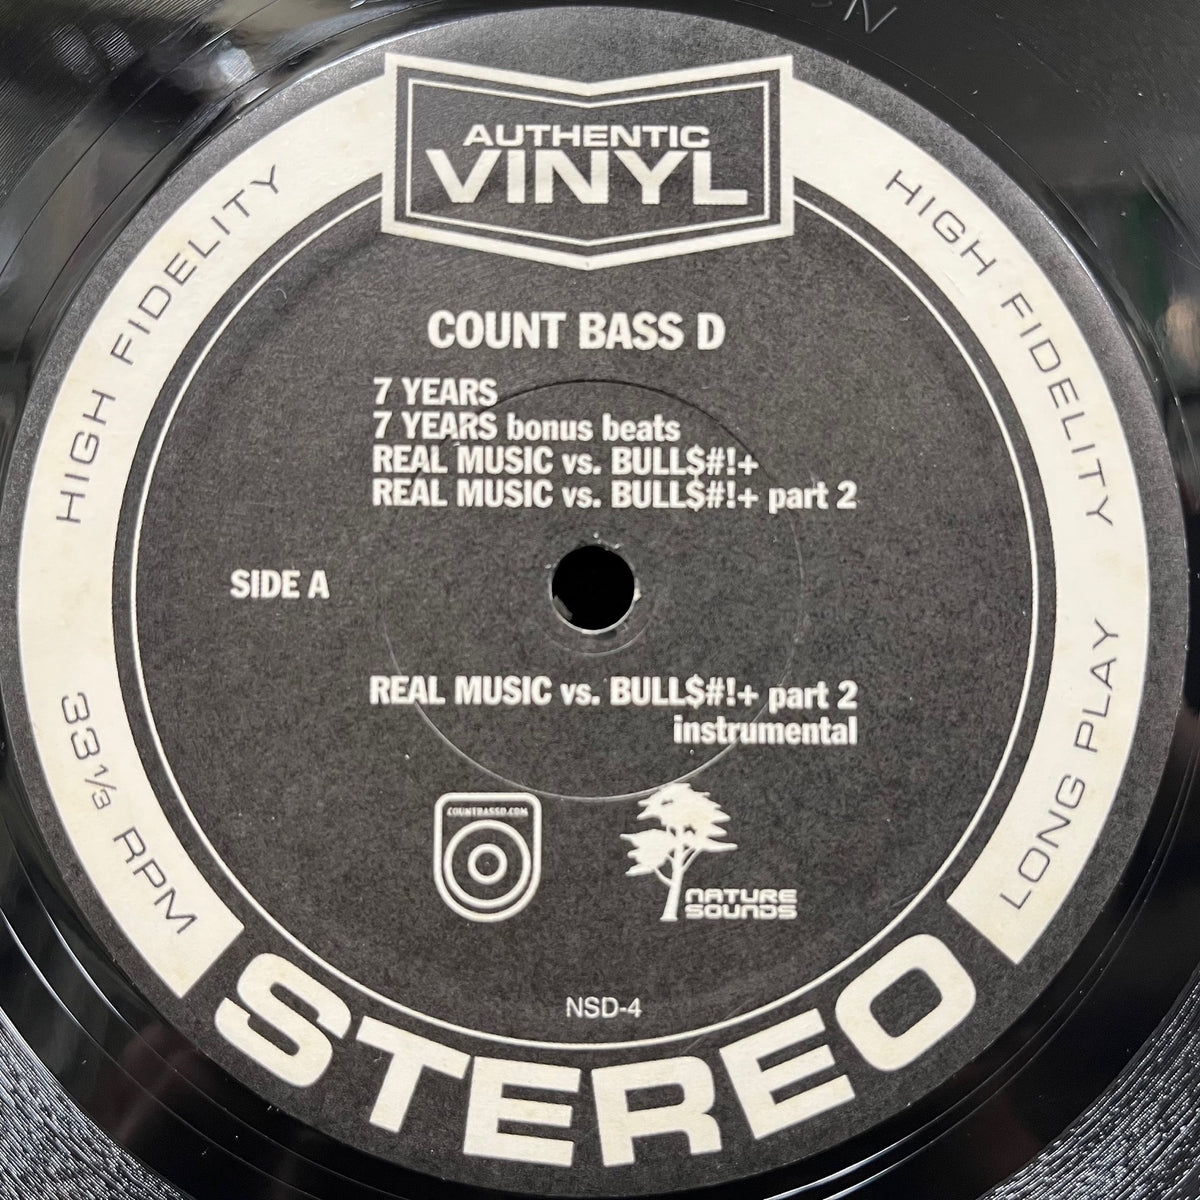 AUTHENTIC
VINYL
HIGH FIDELITY
HIGH FIDELITY
COUNT BASS D
7 YEARS
7 YEARS bonus beats
REAL MUSIC vs. BULL$#!+
REAL MUSIC vs. BULL$#!+ part 2
SIDE A
REAL MUSIC vs. BULL$#!+ part 2
instrumental
33 1/3 RPM
LONG PLAY
COUNTBASSD.COM
NATURE
SOUNDS
NSD-4
STEREO